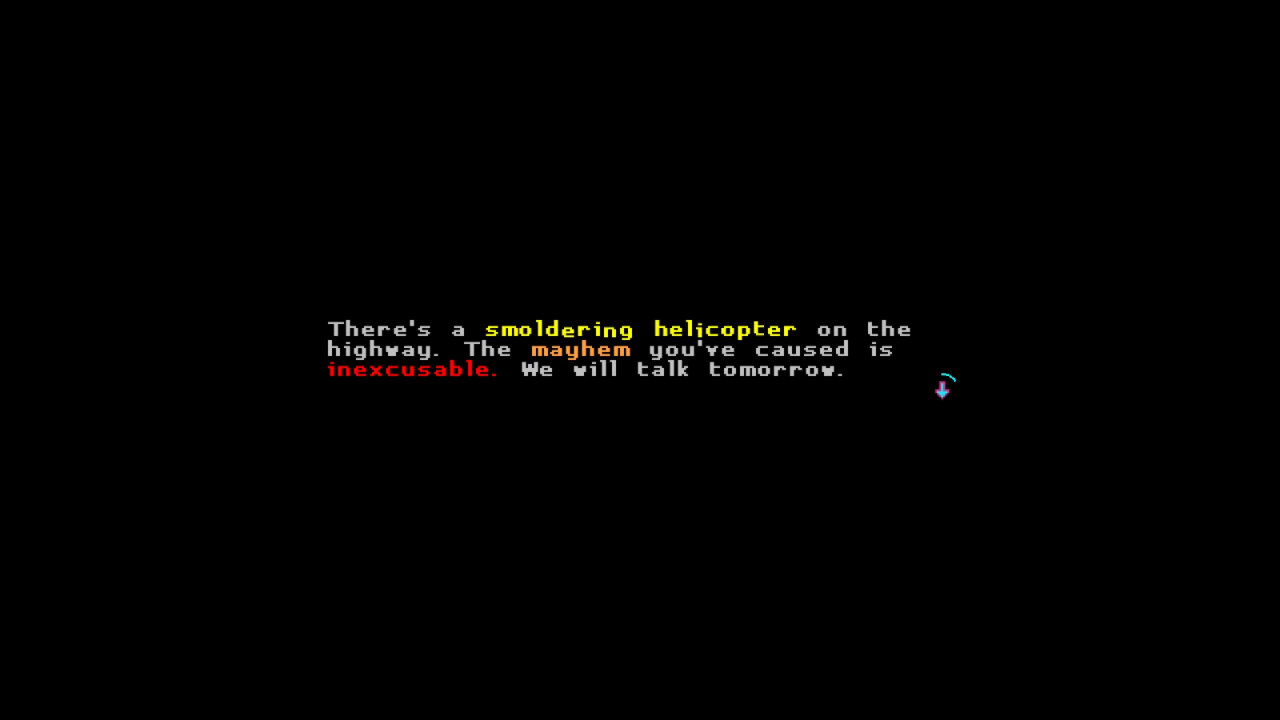 There's a smoldering helicopter on the
highway. The mayhem you've caused is
inexcusable. We will talk tomorrow.